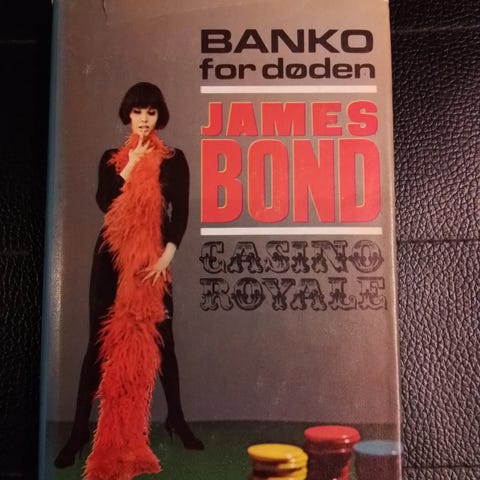 BANKO
for døden
JAMES
BOND
CASINO
ROYALE